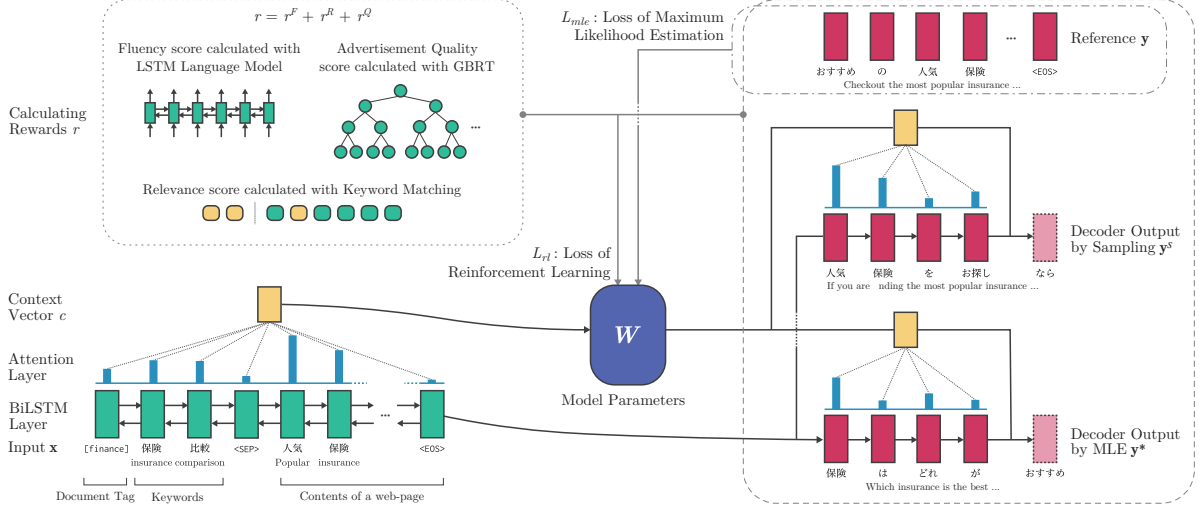 r = r^F + r^R + r^Q
Fluency score calculated with
LSTM Language Model
Advertisement Quality
score calculated with GBRT
...
Relevance score calculated with Keyword Matching
Calculating
Rewards r
L_mle : Loss of Maximum
Likelihood Estimation
...
Reference y
おすすめ の 人気 保険 <EOS>
Checkout the most popular insurance ...
L_rl : Loss of
Reinforcement Learning
Decoder Output
by Sampling y^s
人気 保険 を お探し なら
If you are nding the most popular insurance ...
Context
Vector c
W
Model Parameters
Attention
Layer
BiLSTM
Layer
...
Input x
[finance] 保険 比較 <SEP> 人気 保険 <EOS>
insurance comparison Popular insurance
Document Tag Keywords Contents of a web-page
Decoder Output
by MLE y*
保険 は どれ が おすすめ
Which insurance is the best ...